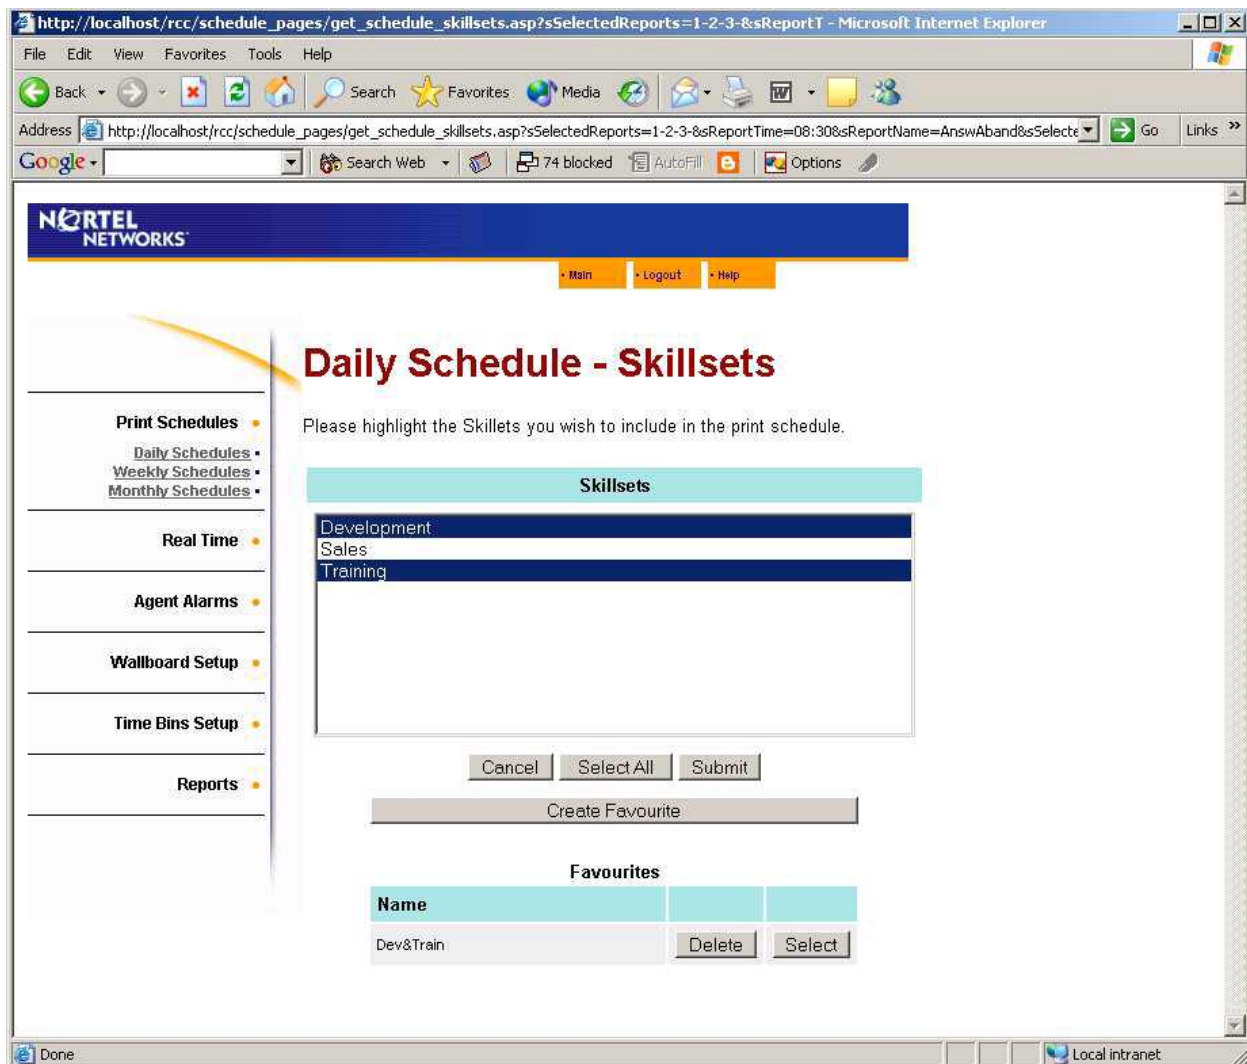 http://localhost/rcc/schedule_pages/get_schedule_skillsets.asp?sSelectedReports=1-2-3-&sReportT - Microsoft Internet Explorer
File Edit View Favorites Tools Help
Back Search Favorites Media
Address http://localhost/rcc/schedule_pages/get_schedule_skillsets.asp?sSelectedReports=1-2-3-&sReportTime=08:30&sReportName=AnswAband&sSelecte Go Links »
Google Search Web 74 blocked AutoFill Options
NORTEL
NETWORKS
Main Logout Help
Daily Schedule - Skillsets
Please highlight the Skillets you wish to include in the print schedule.
Print Schedules
Daily Schedules
Weekly Schedules
Monthly Schedules
Real Time
Agent Alarms
Wallboard Setup
Time Bins Setup
Reports
Skillsets
Development
Sales
Training
Cancel Select All Submit
Create Favourite
Favourites
Name
Dev&Train Delete Select
Done Local intranet